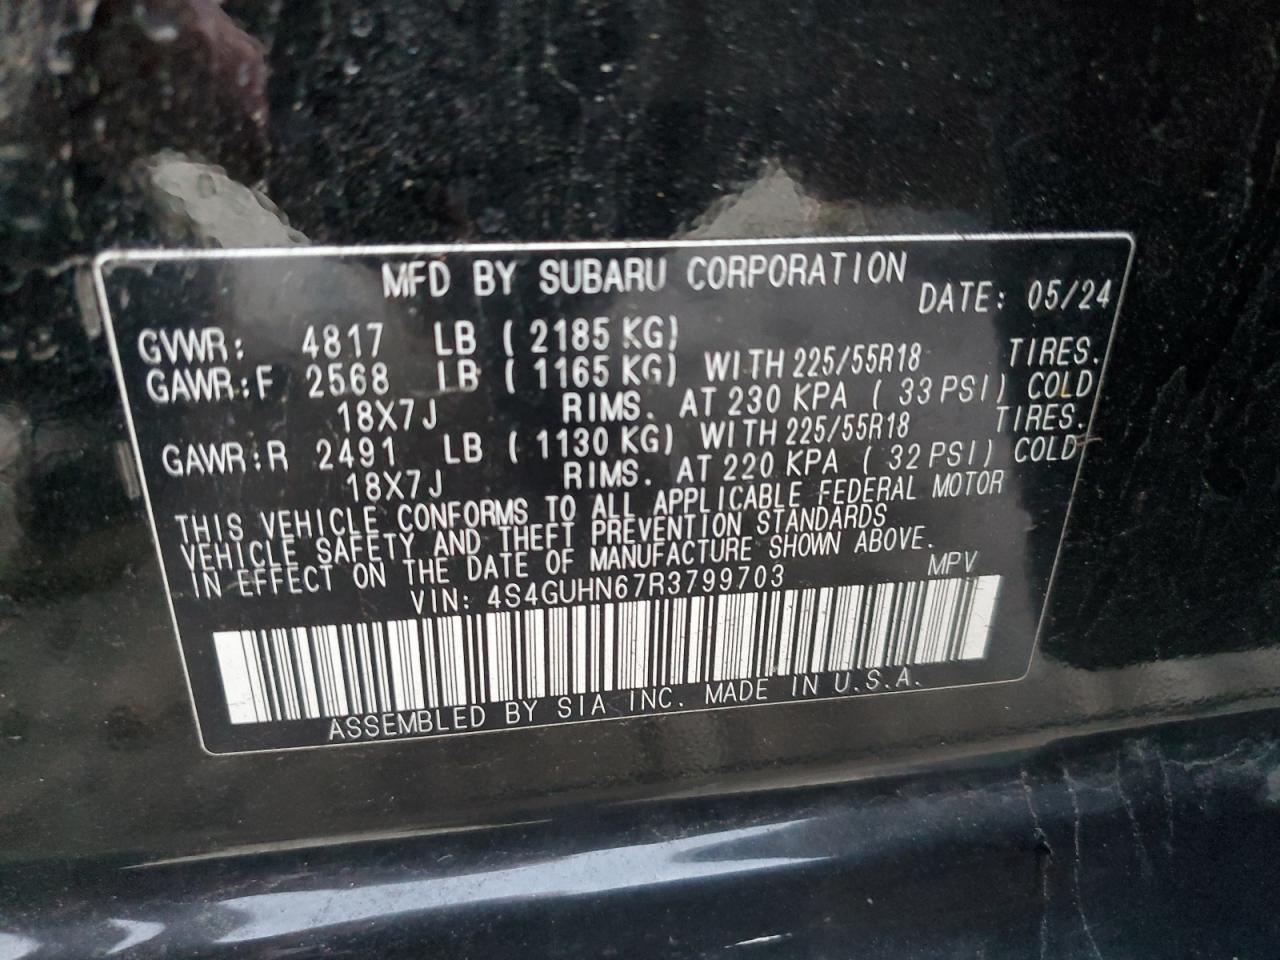 MFD BY SUBARU CORPORATION DATE: 05/24
GVWR: 4817 LB ( 2185 KG)
GAWR:F 2568 LB ( 1165 KG) WITH 225/55R18 TIRES.
18X7J RIMS. AT 230 KPA ( 33 PSI) COLD
GAWR:R 2491 LB ( 1130 KG) WITH 225/55R18 TIRES.
18X7J RIMS. AT 220 KPA ( 32 PSI) COLD
THIS VEHICLE CONFORMS TO ALL APPLICABLE FEDERAL MOTOR
VEHICLE SAFETY AND THEFT PREVENTION STANDARDS
IN EFFECT ON THE DATE OF MANUFACTURE SHOWN ABOVE.
VIN: 4S4GUHN67R3799703 MPV
ASSEMBLED BY SIA INC. MADE IN U.S.A.